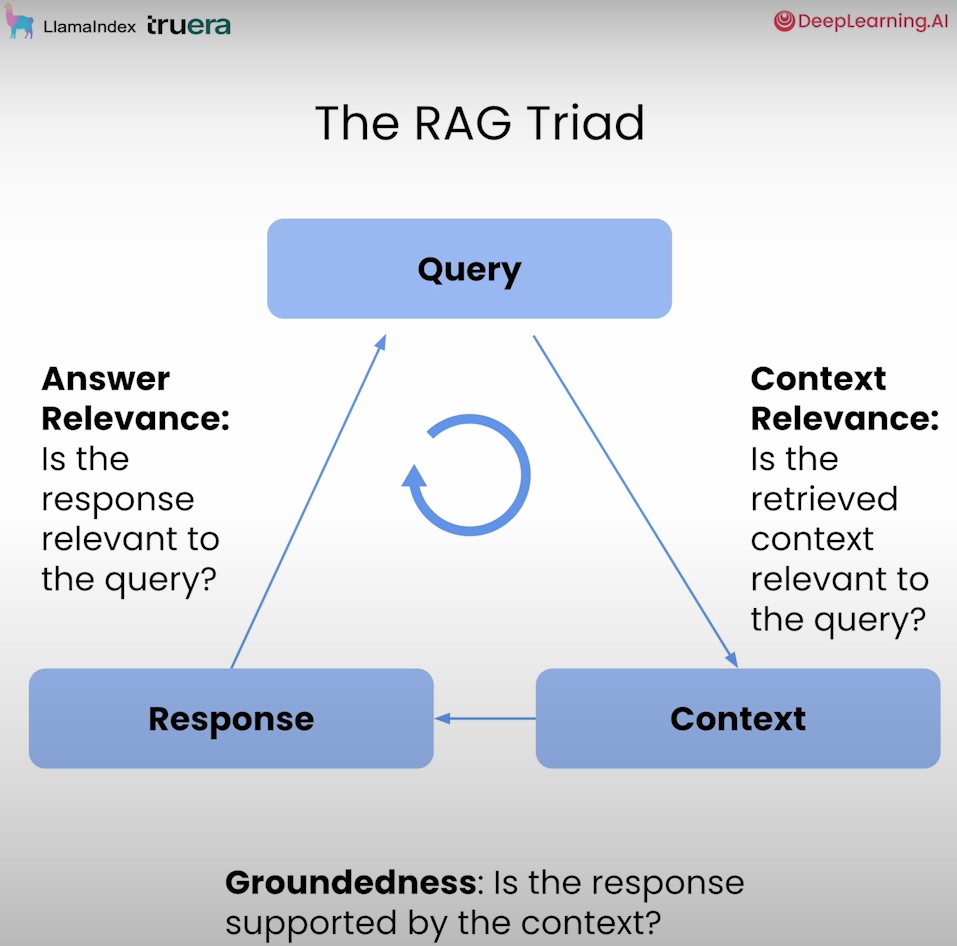 LlamaIndex truera
DeepLearning.AI
The RAG Triad
Query
Answer
Relevance:
Is the
response
relevant to
the query?
Context
Relevance:
Is the
retrieved
context
relevant to
the query?
Response
Context
Groundedness: Is the response
supported by the context?